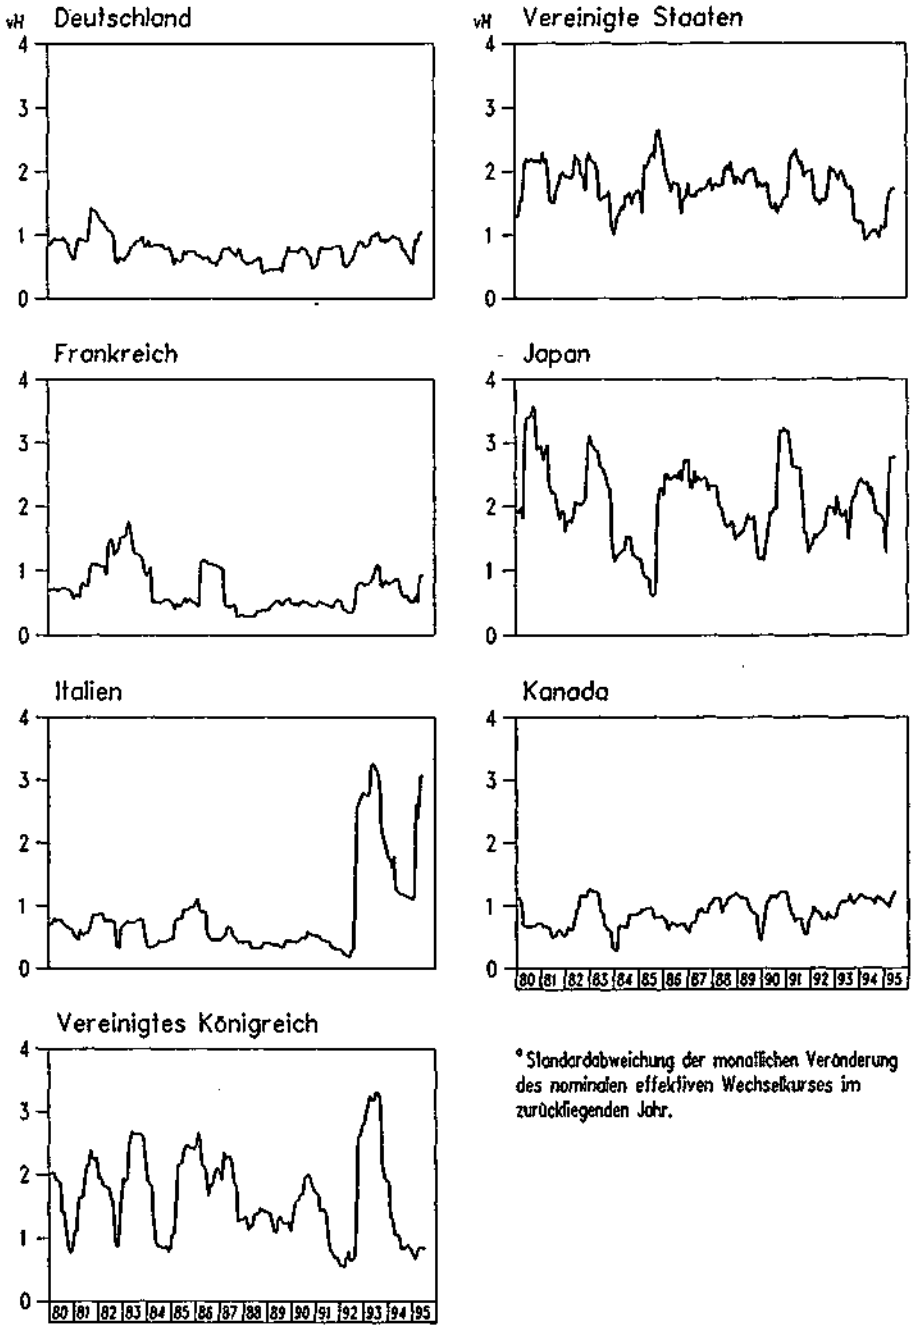 vH Deutschland
4
3
2
1
0
vH Vereinigte Staaten
4
3
2
1
0
Frankreich
4
3
2
1
0
Japan
4
3
2
1
0
Italien
4
3
2
1
0
Kanada
4
3
2
1
0
80 81 82 83 84 85 86 87 88 89 90 91 92 93 94 95
Vereinigtes Königreich
4
3
2
1
0
80 81 82 83 84 85 86 87 88 89 90 91 92 93 94 95
a Standardabweichung der monatlichen Veränderung
des nominalen effektiven Wechselkurses im
zurückliegenden Jahr.